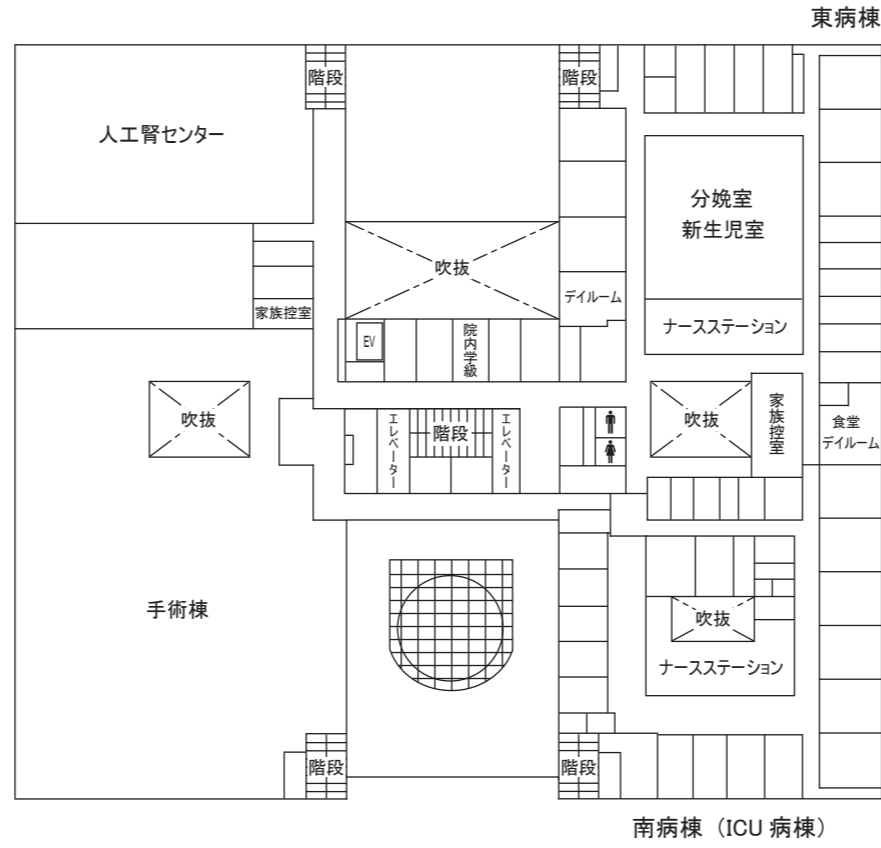 東病棟
階段
階段
人工腎センター
分娩室
新生児室
吹抜
デイルーム
家族控室
ナースステーション
EV
院内学級
吹抜
エレベーター
階段
エレベーター
吹抜
家族控室
食堂
デイルーム
手術棟
吹抜
ナースステーション
階段
階段
南病棟（ICU 病棟）